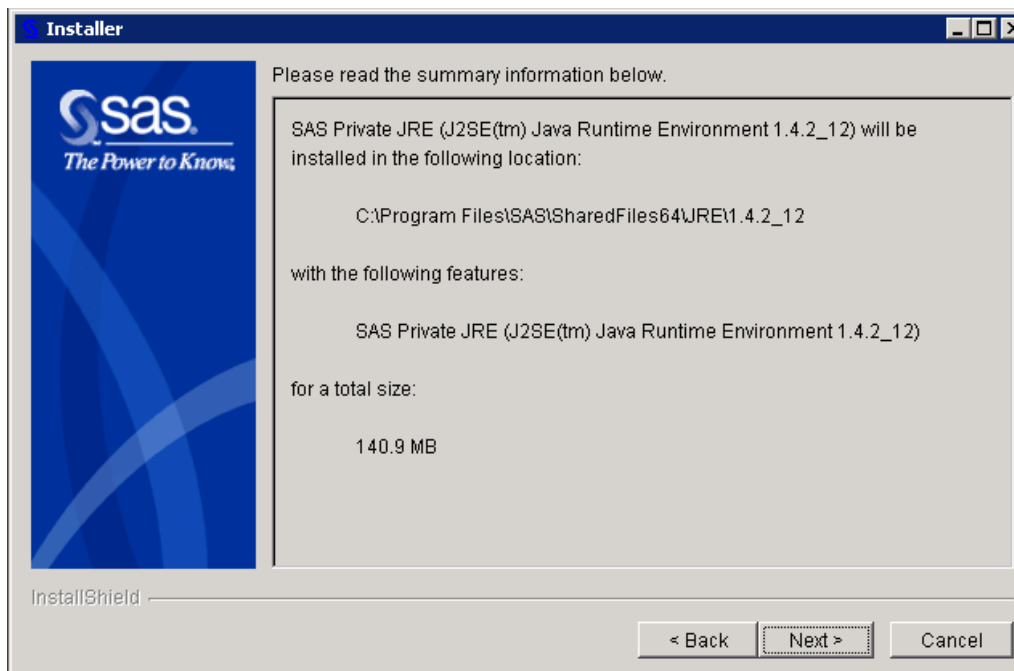 Installer
sas.
The Power to Know.
Please read the summary information below.
SAS Private JRE (J2SE(tm) Java Runtime Environment 1.4.2_12) will be
installed in the following location:
C:\Program Files\SAS\SharedFiles64\JRE\1.4.2_12
with the following features:
SAS Private JRE (J2SE(tm) Java Runtime Environment 1.4.2_12)
for a total size:
140.9 MB
InstallShield
< Back
Next >
Cancel